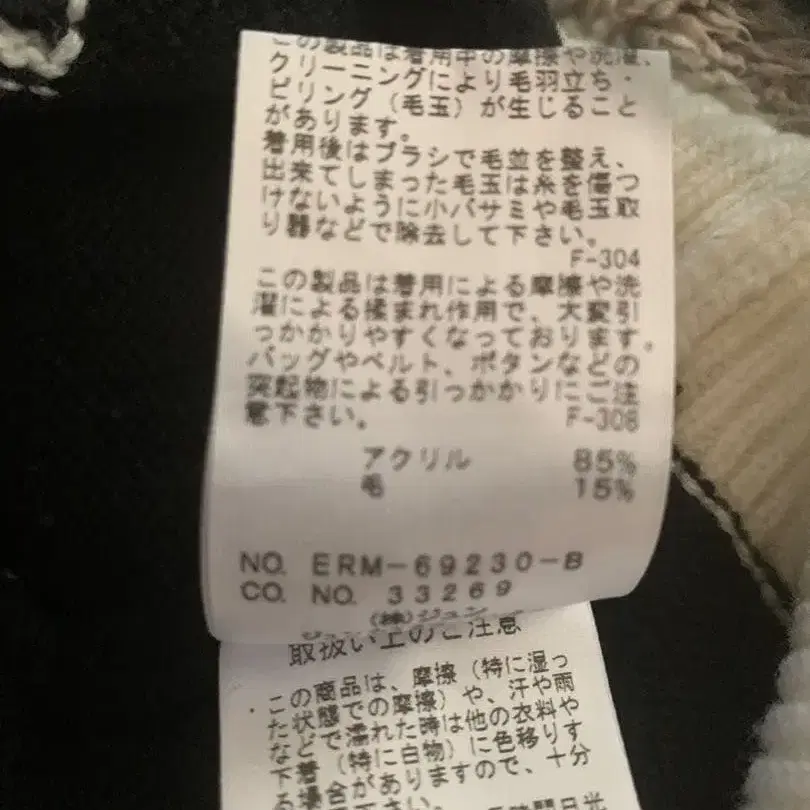 この製品は着用中の摩擦や洗濯、
クリーニングにより毛羽立ち・
ピリング(毛玉)が生じること
があります。
着用後はブラシで毛並を整え、
出来てしまった毛玉は糸を傷つ
けないように小バサミや毛玉取
り器などで除去して下さい。
F-304
この製品は着用による摩擦や洗
濯による揉まれ作用で、大変引
っかかりやすくなっております。
バッグやベルト、ボタンなどの
突起物による引っかかりにご注
意下さい。 F-308
アクリル 85%
毛 15%
NO. ERM-69230-B
CO. NO. 33269
(株)ジュン
取扱い上のご注意
・この商品は、摩擦(特に湿っ
た状態での摩擦)や、汗や雨
などで濡れた時は他の衣料や
下着(特に白物)に色移りす
る場合がありますので、十分
下さい。
時間日光